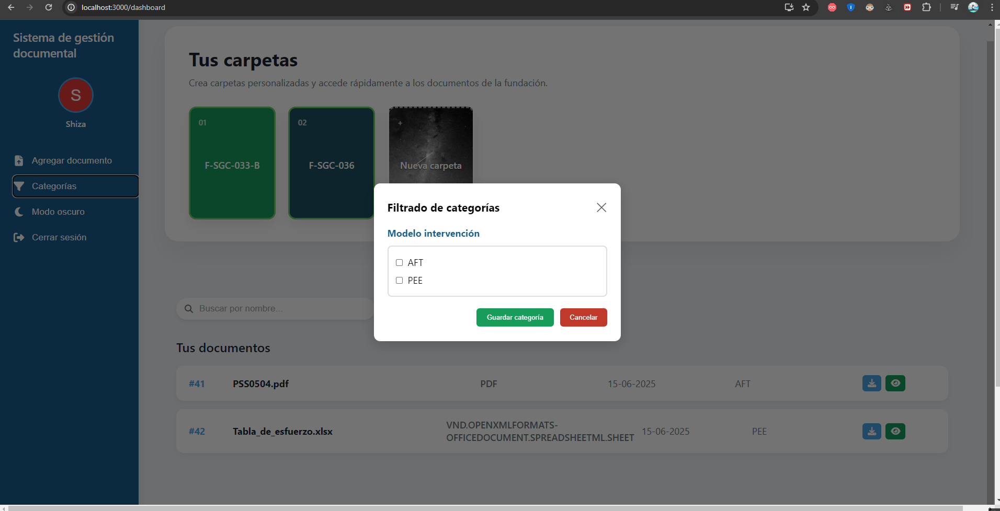 localhost:3000/dashboard
Sistema de gestión
documental
S
Shiza
Agregar documento
Categorías
Modo oscuro
Cerrar sesión
Tus carpetas
Crea carpetas personalizadas y accede rápidamente a los documentos de la fundación.
01
F-SGC-033-B
02
F-SGC-036
+
Nueva carpeta
Filtrado de categorías
Modelo intervención
AFT
PEE
Guardar categoría
Cancelar
Buscar por nombre...
Tus documentos
#41 PSS0504.pdf PDF 15-06-2025 AFT
#42 Tabla_de_esfuerzo.xlsx VND.OPENXMLFORMATS-
OFFICEDOCUMENT.SPREADSHEETML.SHEET 15-06-2025 PEE